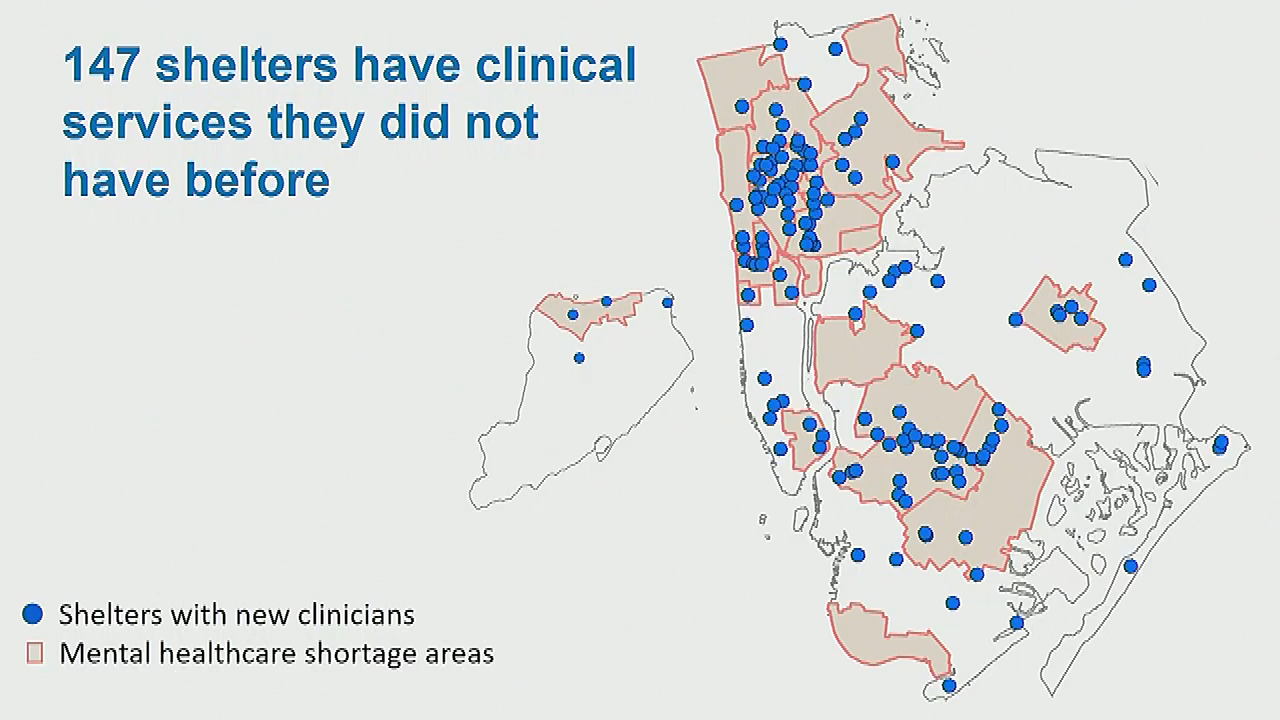 147 shelters have clinical
services they did not
have before
Shelters with new clinicians
Mental healthcare shortage areas